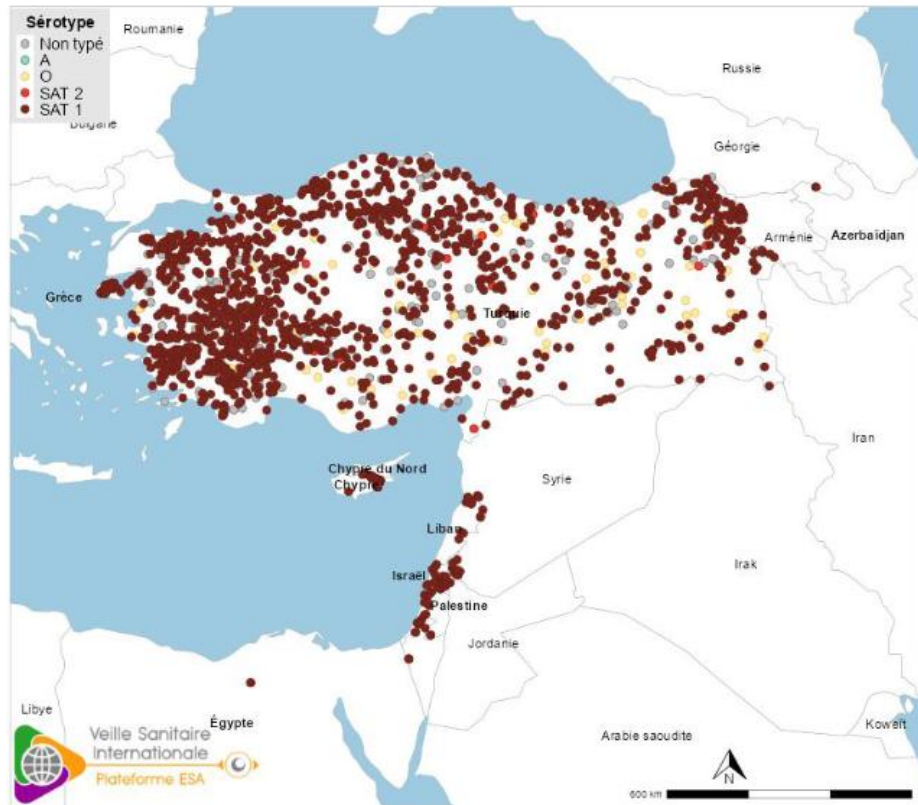 Sérotype
Non typé
A
O
SAT 2
SAT 1
Roumanie
Bulgarie
Russie
Géorgie
Arménie
Azerbaïdjan
Grèce
Turquie
Iran
Chypre du Nord
Chypre
Syrie
Liban
Irak
Israël
Palestine
Jordanie
Libye
Égypte
Koweït
Arabie saoudite
Veille Sanitaire
Internationale
Plateforme ESA
N
600 km